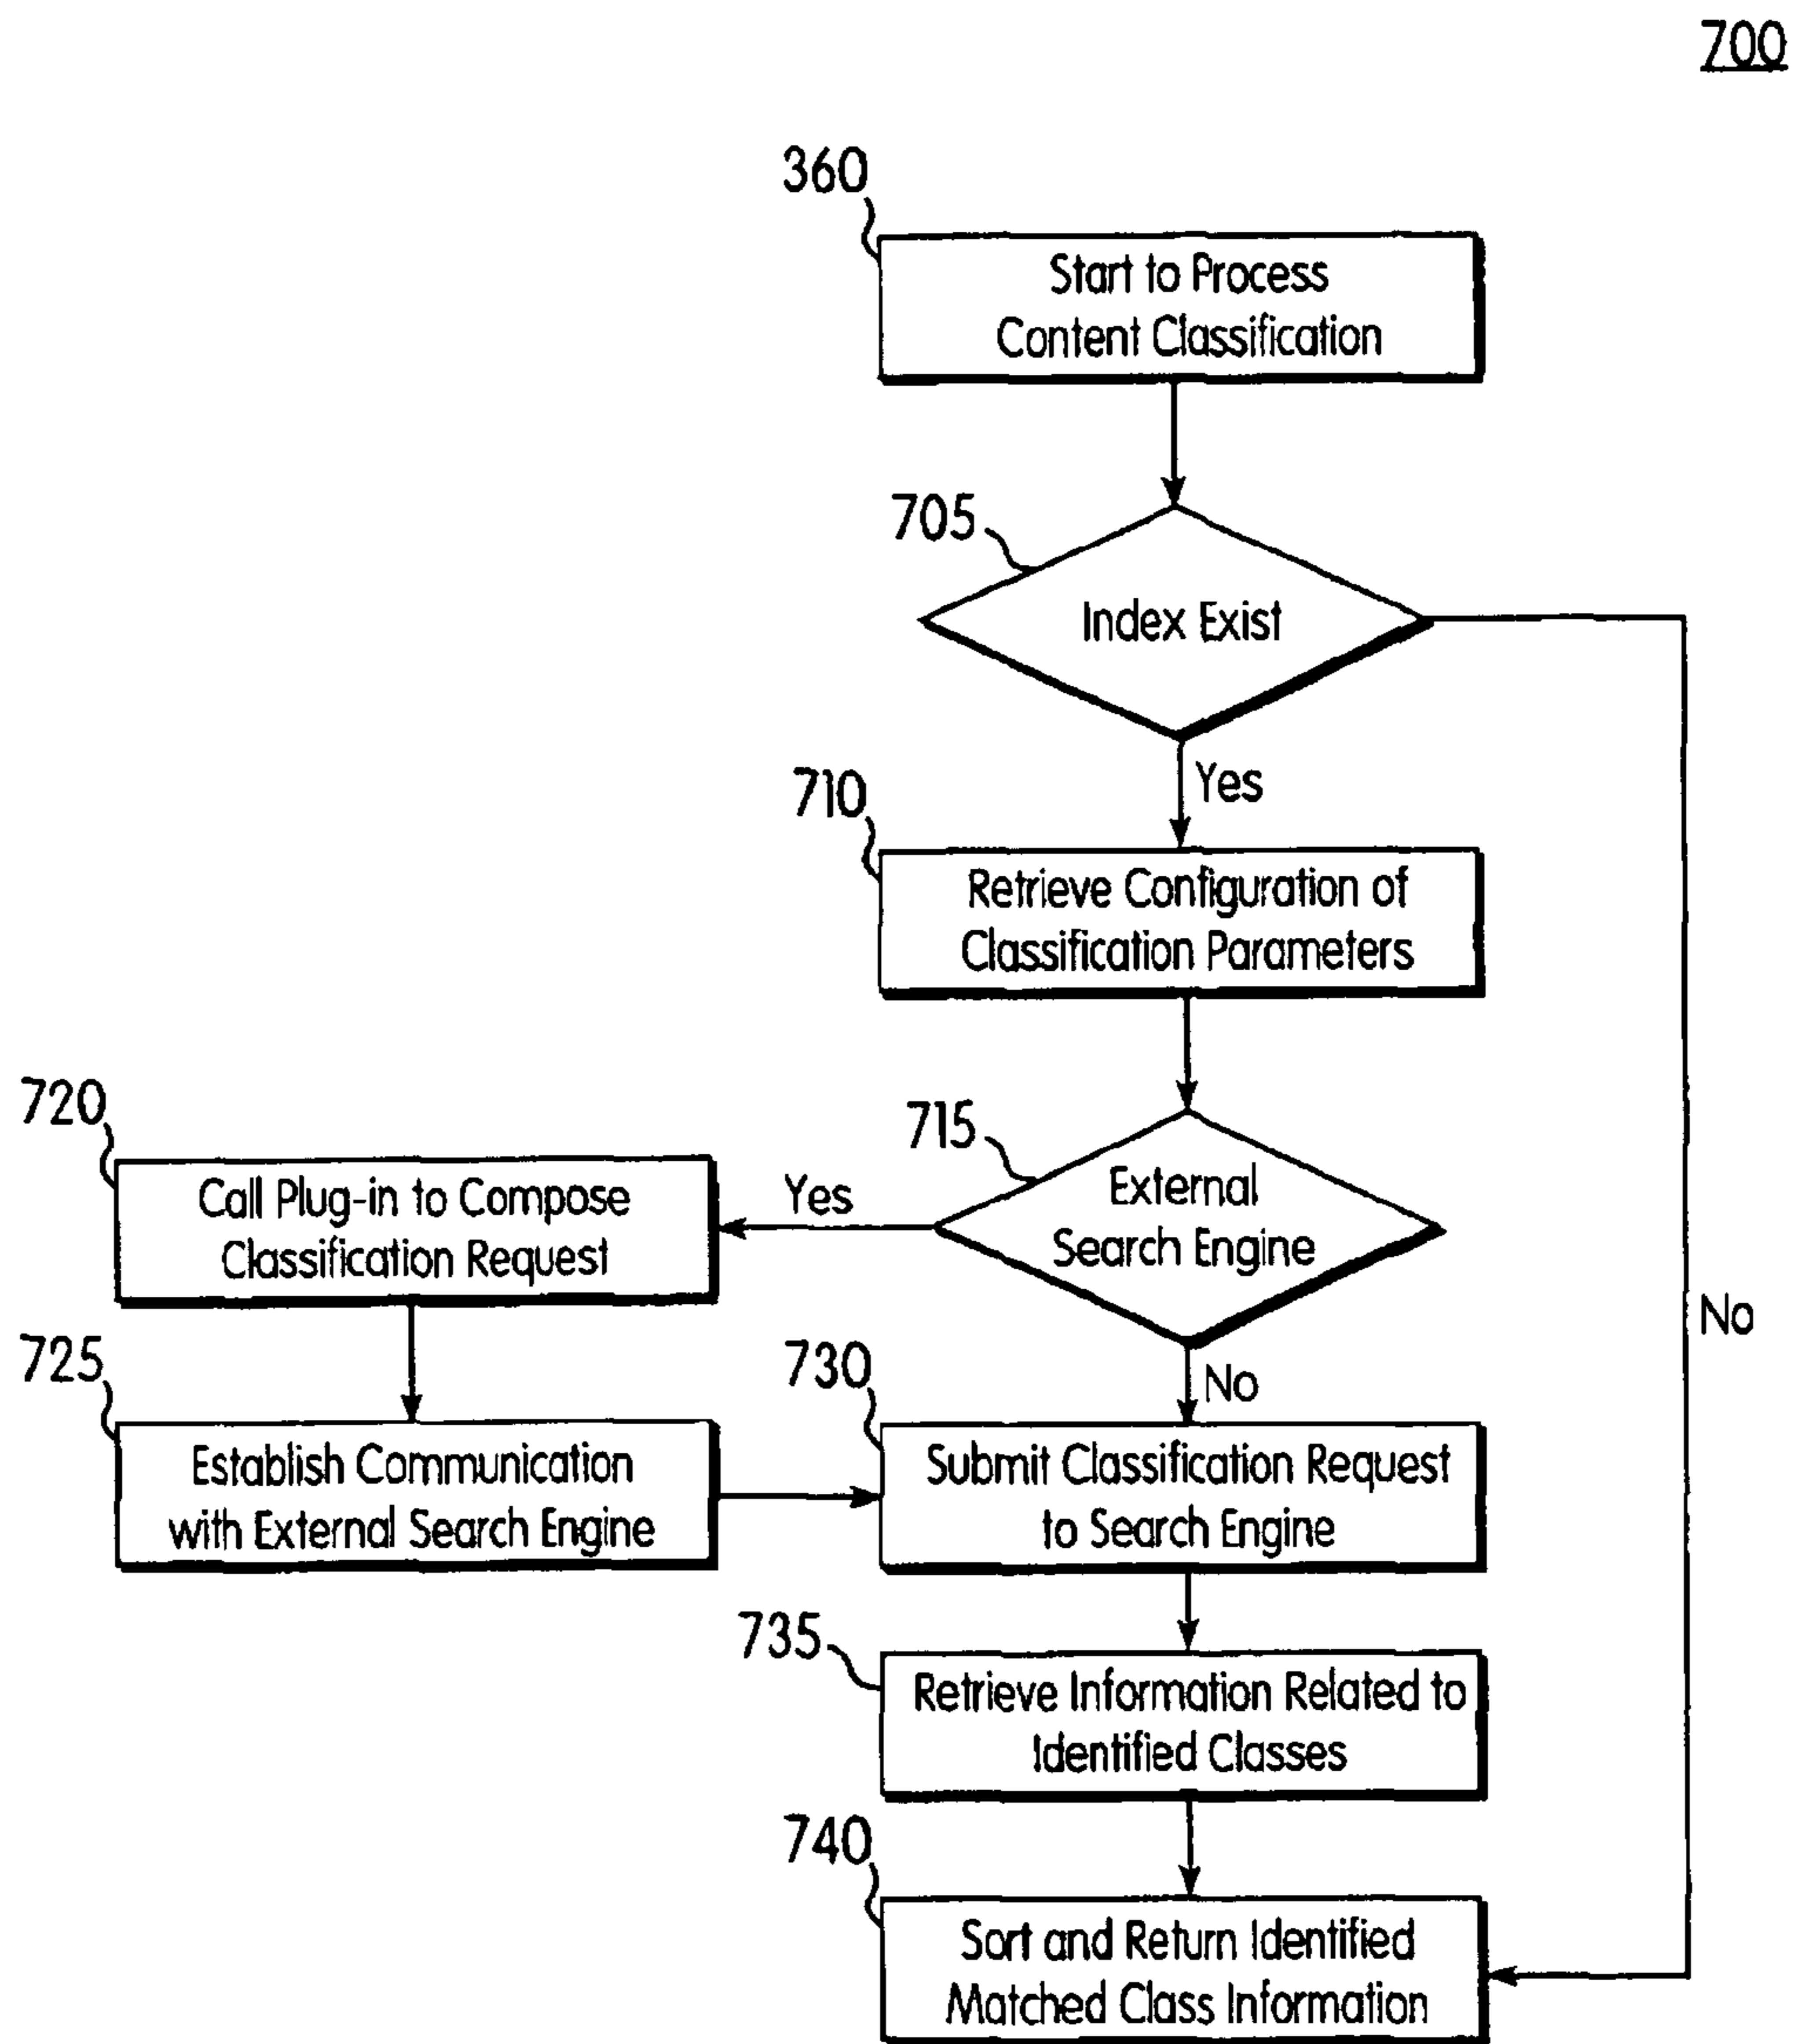 700
360
Start to Process
Content Classification
705
Index Exist
Yes
710
Retrieve Configuration of
Classification Parameters
715
External
Search Engine
Yes
720
Call Plug-in to Compose
Classification Request
No
No
725
Establish Communication
with External Search Engine
730
Submit Classification Request
to Search Engine
735
Retrieve Information Related to
Identified Classes
740
Sort and Return Identified
Matched Class Information